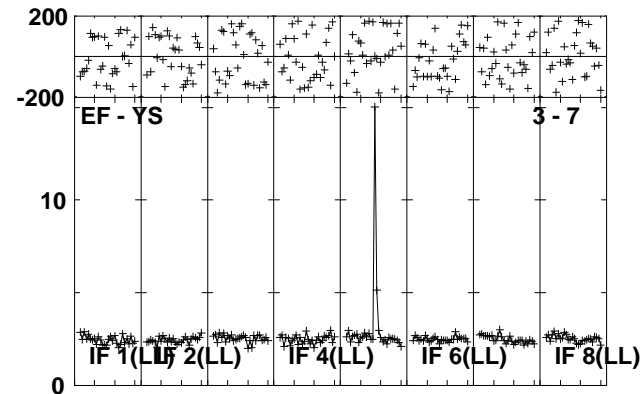 200
-200
EF - YS 3 - 7
10
IF 1(LL) IF 2(LL) IF 4(LL) IF 6(LL) IF 8(LL)
0